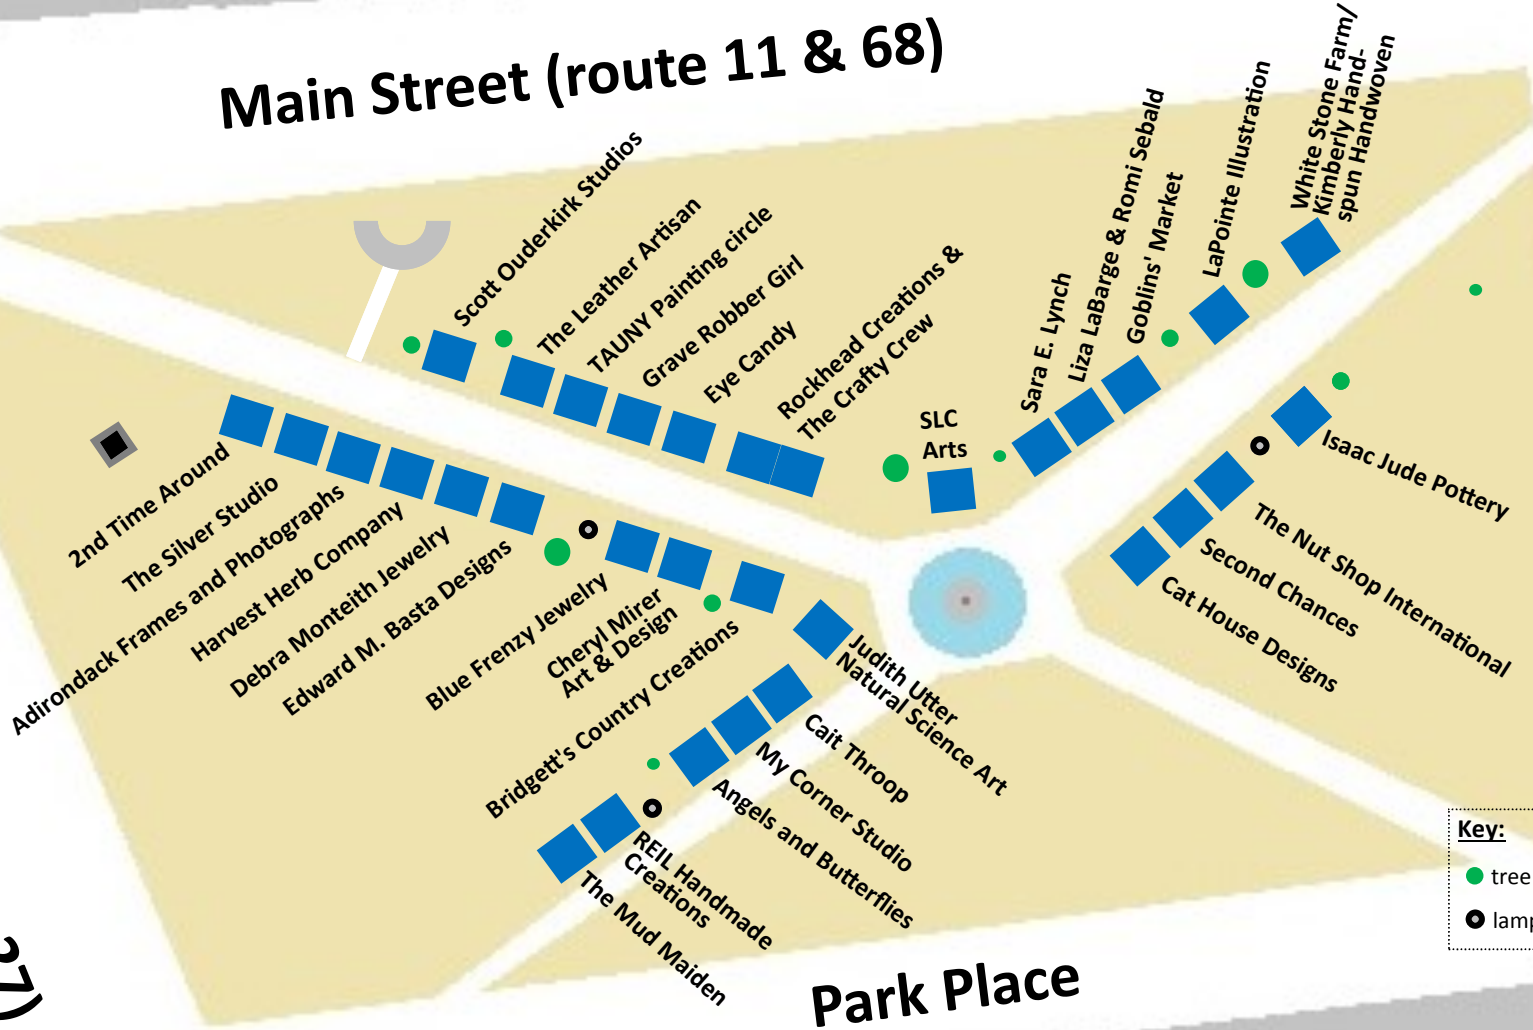 Main Street (route 11 & 68)
Scott Ouderkirk Studios
The Leather Artisan
TAUNY Painting circle
Grave Robber Girl
Eye Candy
Rockhead Creations &
The Crafty Crew
SLC
Arts
Sara E. Lynch
Liza LaBarge & Romi Sebald
Goblins' Market
LaPointe Illustration
White Stone Farm/
Kimberly Hand-
spun Handwoven
2nd Time Around
The Silver Studio
Adirondack Frames and Photographs
Harvest Herb Company
Debra Monteith Jewelry
Edward M. Basta Designs
Blue Frenzy Jewelry
Cheryl Mirer
Art & Design
Bridgett's Country Creations
Judith Utter
Natural Science Art
Cait Throop
My Corner Studio
Angels and Butterflies
REIL Handmade
Creations
The Mud Maiden
Isaac Jude Pottery
The Nut Shop International
Second Chances
Cat House Designs
Key:
tree
lamp
27)
Park Place